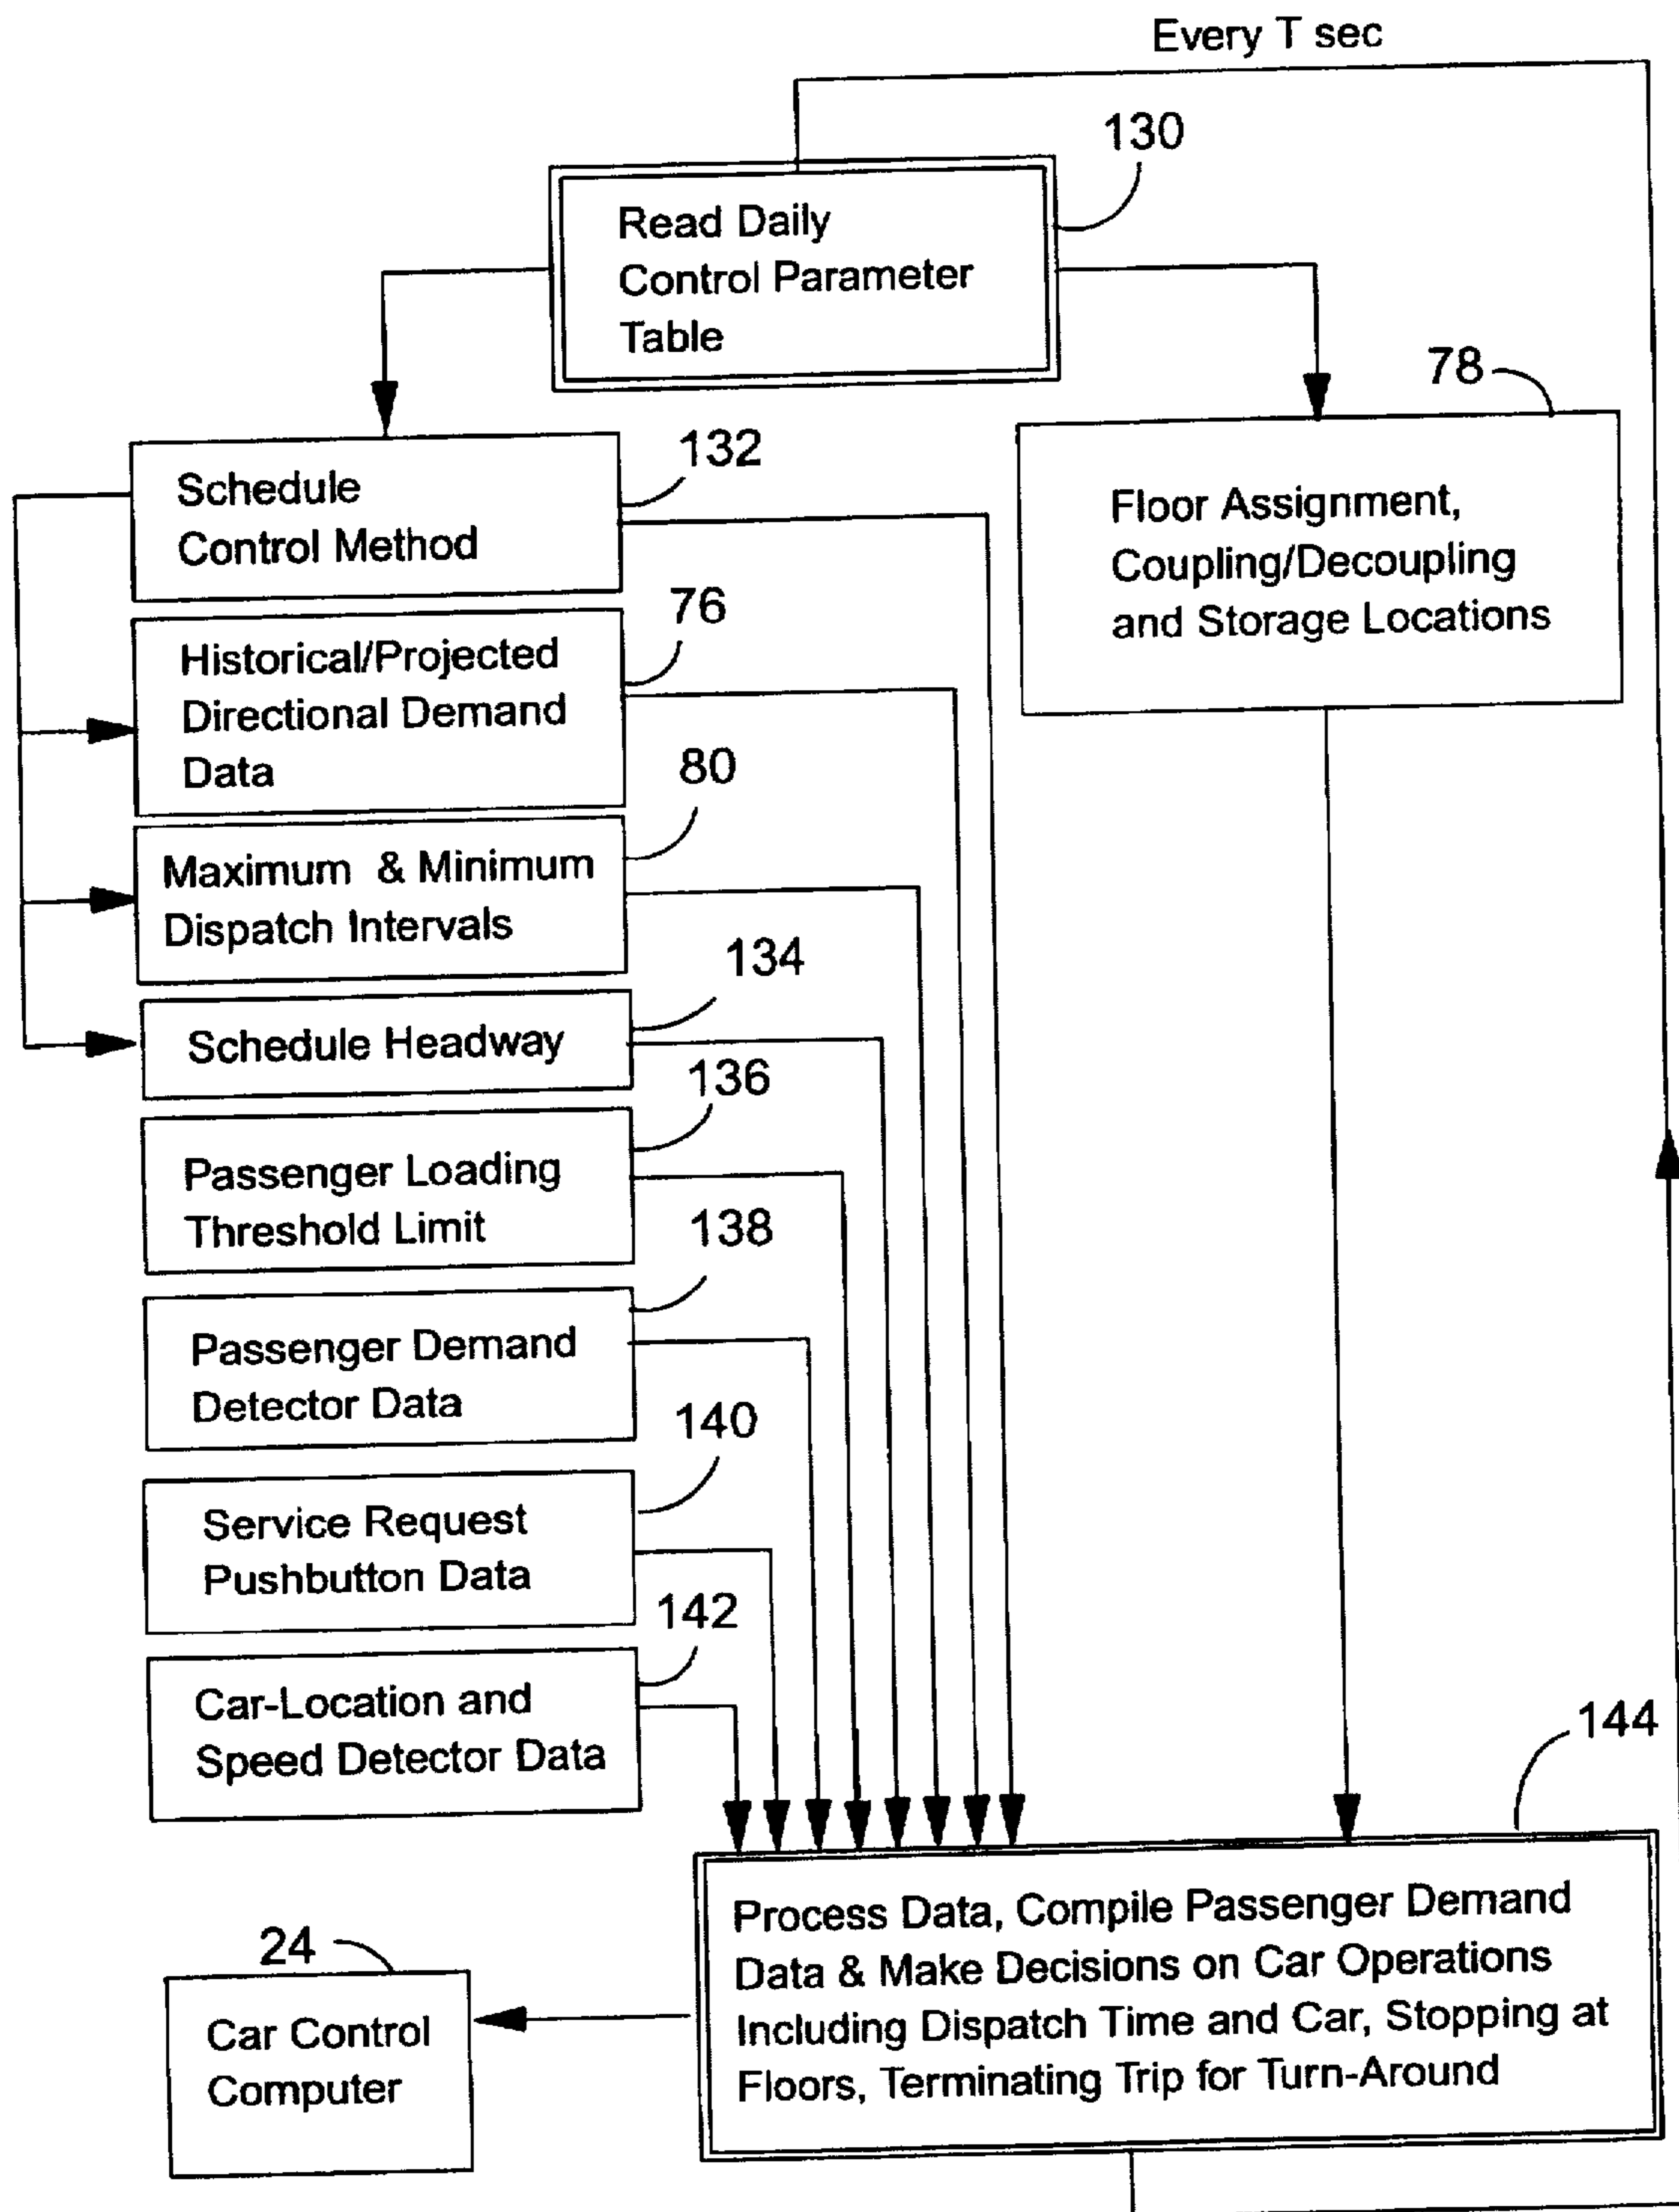 Every T sec
130
Read Daily
Control Parameter
Table
78
132
Schedule
Control Method
Floor Assignment,
Coupling/Decoupling
and Storage Locations
76
Historical/Projected
Directional Demand
Data
80
Maximum & Minimum
Dispatch Intervals
134
Schedule Headway
136
Passenger Loading
Threshold Limit
138
Passenger Demand
Detector Data
140
Service Request
Pushbutton Data
142
Car-Location and
Speed Detector Data
144
Process Data, Compile Passenger Demand
Data & Make Decisions on Car Operations
Including Dispatch Time and Car, Stopping at
Floors, Terminating Trip for Turn-Around
24
Car Control
Computer